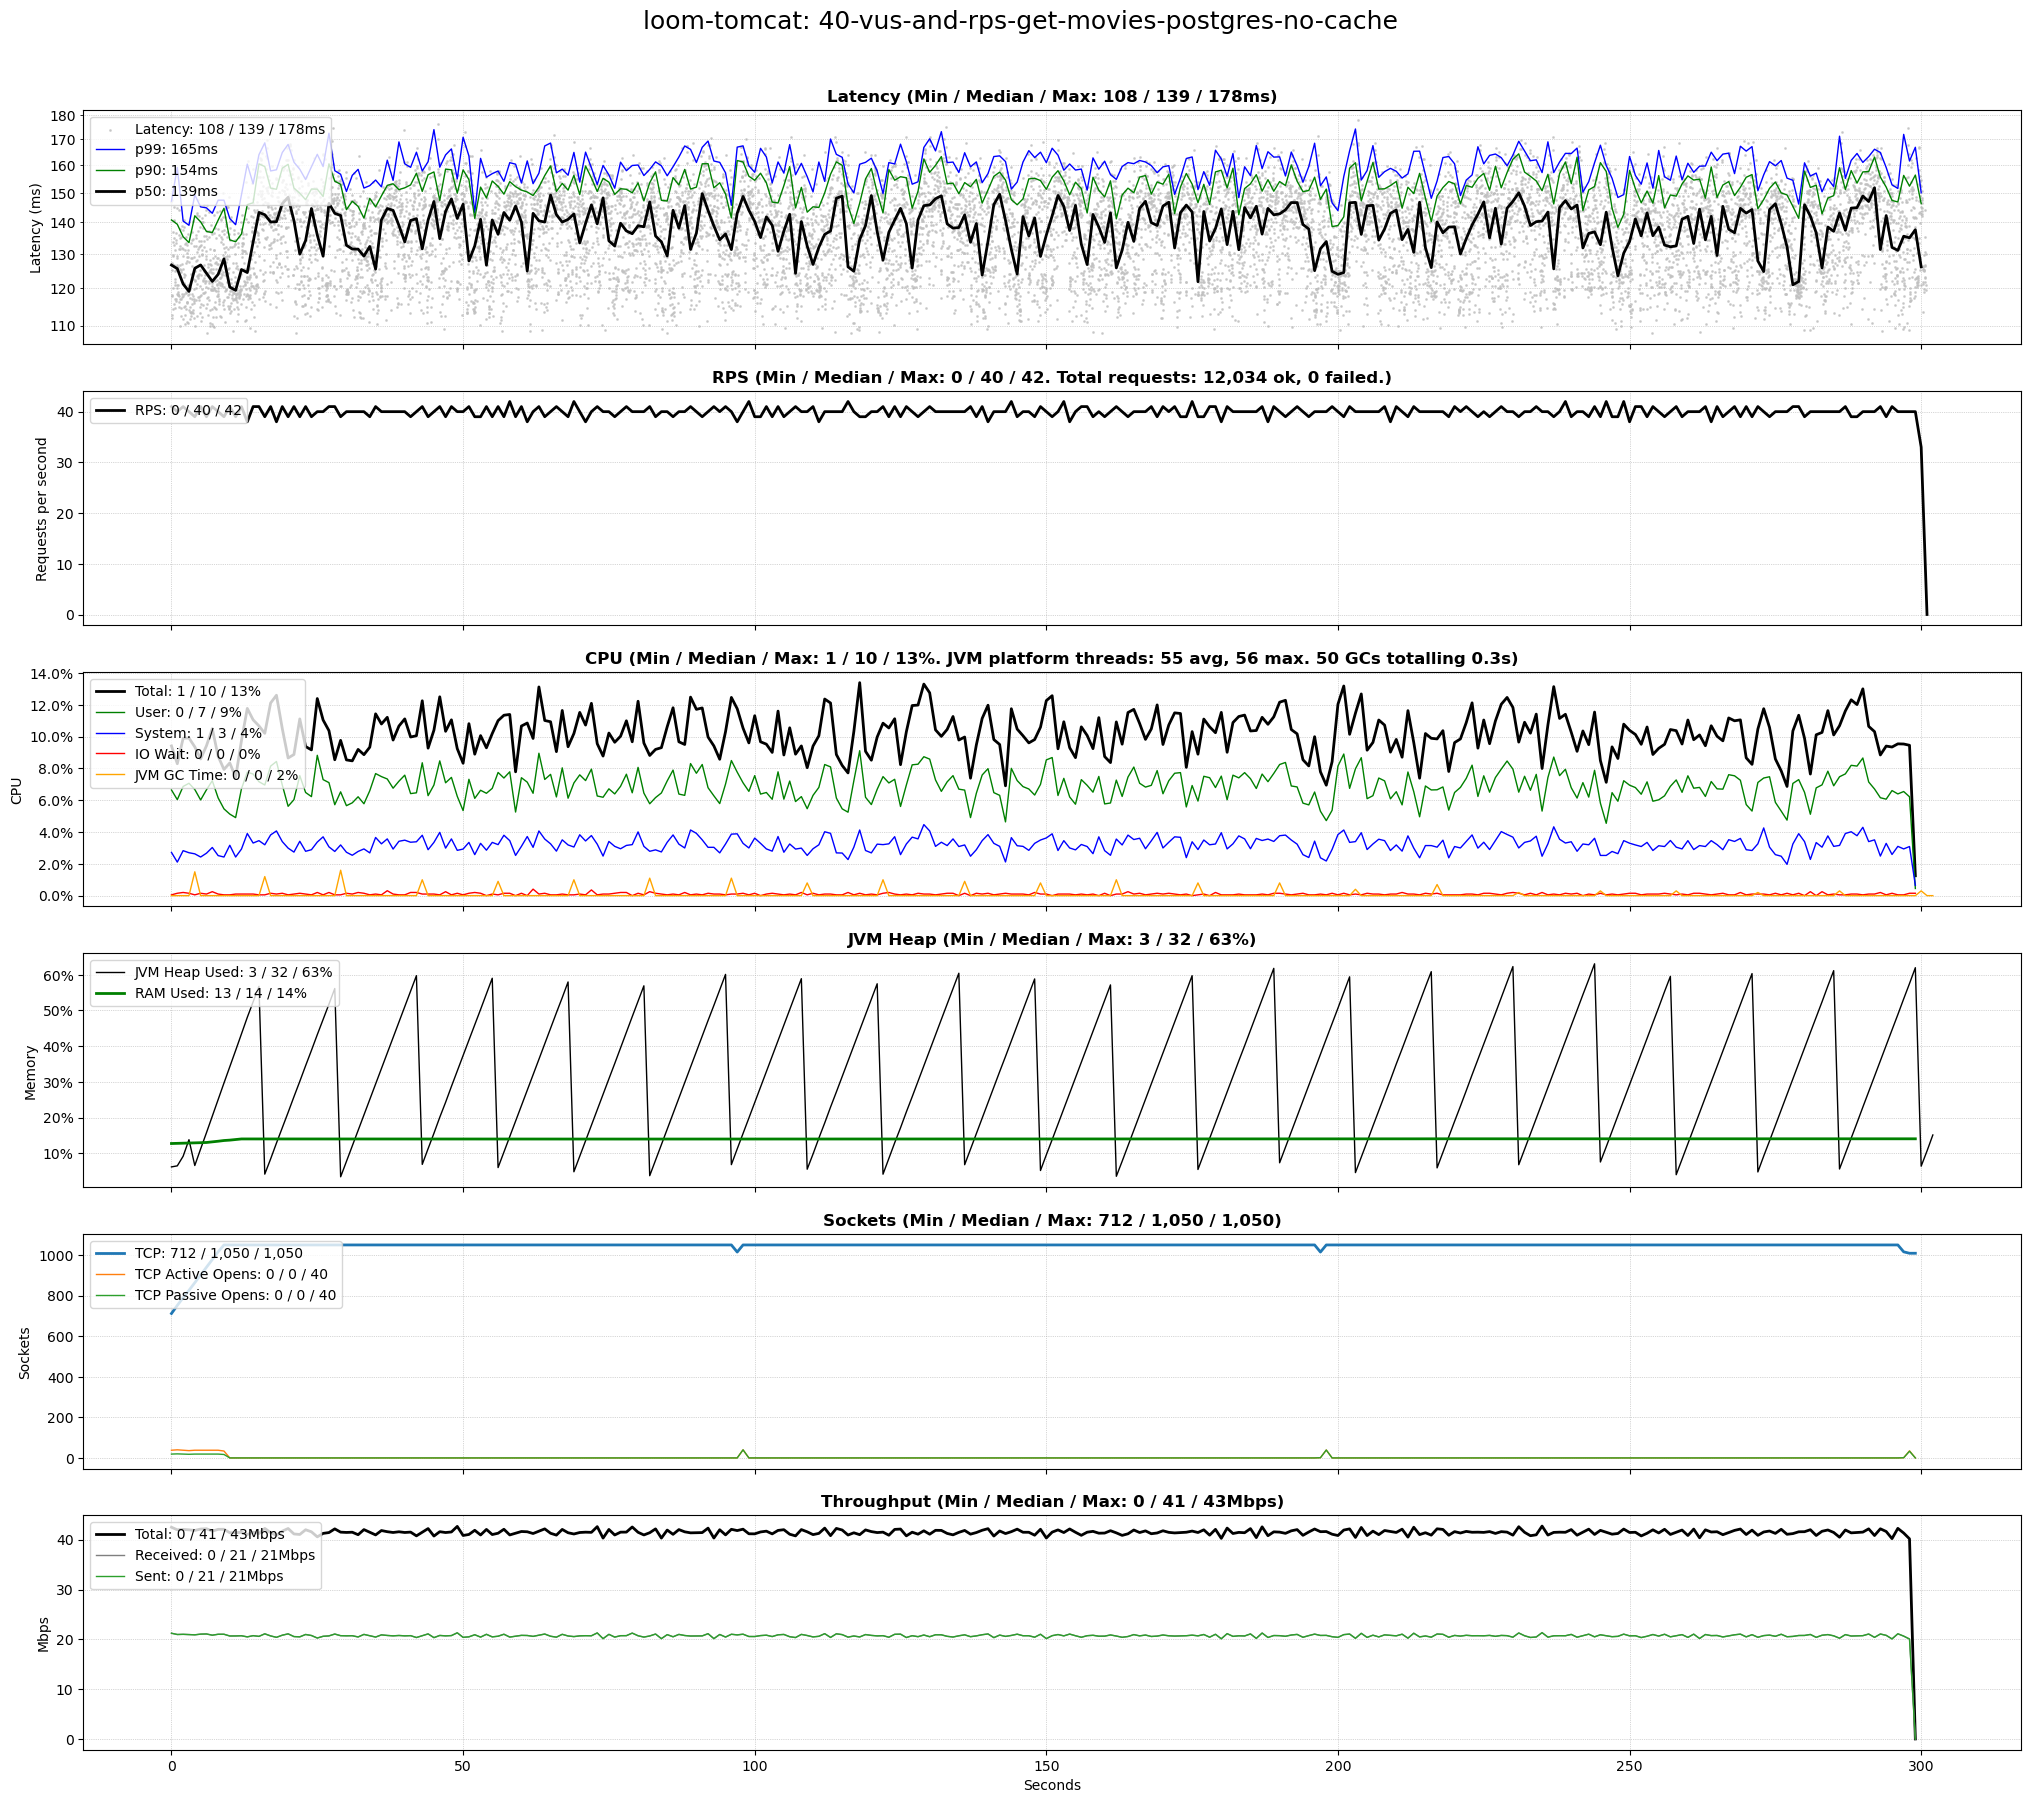 loom-tomcat: 40-vus-and-rps-get-movies-postgres-no-cache
Latency (Min / Median / Max: 108 / 139 / 178ms)
Latency (ms)
180
170
160
150
140
130
120
110
Latency: 108 / 139 / 178ms
p99: 165ms
p90: 154ms
p50: 139ms
RPS (Min / Median / Max: 0 / 40 / 42. Total requests: 12,034 ok, 0 failed.)
Requests per second
40
30
20
10
0
RPS: 0 / 40 / 42
CPU (Min / Median / Max: 1 / 10 / 13%. JVM platform threads: 55 avg, 56 max. 50 GCs totalling 0.3s)
CPU
14.0%
12.0%
10.0%
8.0%
6.0%
4.0%
2.0%
0.0%
Total: 1 / 10 / 13%
User: 0 / 7 / 9%
System: 1 / 3 / 4%
IO Wait: 0 / 0 / 0%
JVM GC Time: 0 / 0 / 2%
JVM Heap (Min / Median / Max: 3 / 32 / 63%)
Memory
60%
50%
40%
30%
20%
10%
JVM Heap Used: 3 / 32 / 63%
RAM Used: 13 / 14 / 14%
Sockets (Min / Median / Max: 712 / 1,050 / 1,050)
Sockets
1000
800
600
400
200
0
TCP: 712 / 1,050 / 1,050
TCP Active Opens: 0 / 0 / 40
TCP Passive Opens: 0 / 0 / 40
Throughput (Min / Median / Max: 0 / 41 / 43Mbps)
Mbps
40
30
20
10
0
Total: 0 / 41 / 43Mbps
Received: 0 / 21 / 21Mbps
Sent: 0 / 21 / 21Mbps
0 50 100 150 200 250 300
Seconds